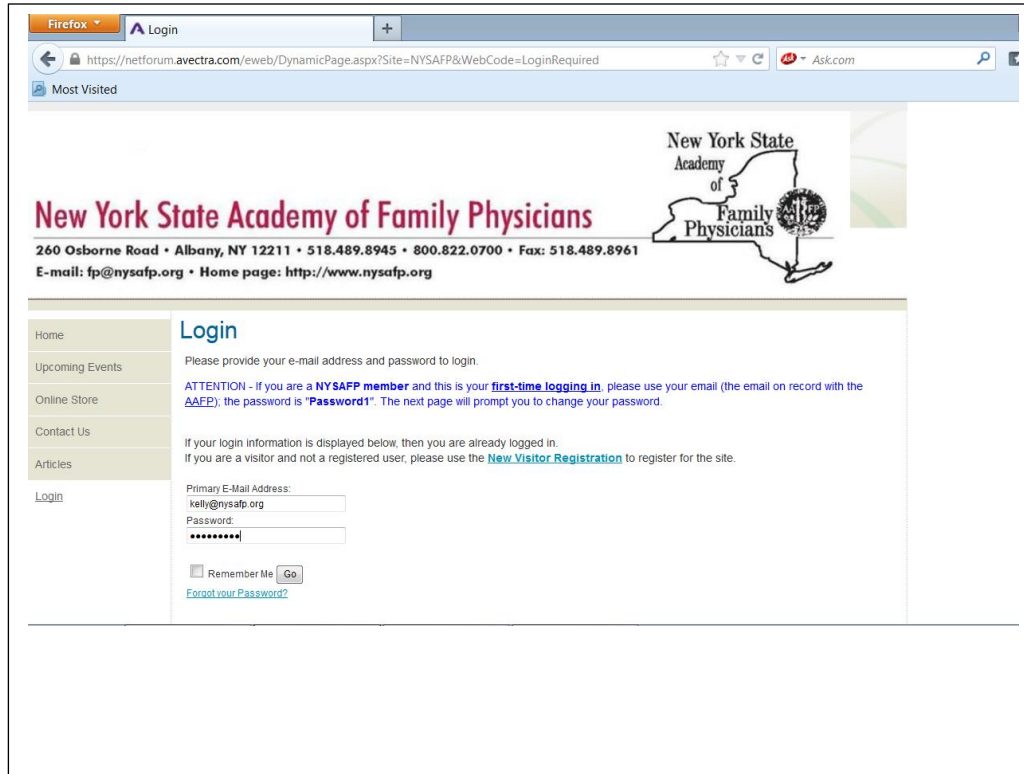 Firefox
Login
+
https://netforum.avectra.com/eweb/DynamicPage.aspx?Site=NYSAFP&WebCode=LoginRequired
Ask
Ask.com
Most Visited
New York State
Academy
of
Family
Physicians
New York State Academy of Family Physicians
260 Osborne Road • Albany, NY 12211 • 518.489.8945 • 800.822.0700 • Fax: 518.489.8961
E-mail: fp@nysafp.org • Home page: http://www.nysafp.org
Home
Upcoming Events
Online Store
Contact Us
Articles
Login
Login
Please provide your e-mail address and password to login.
ATTENTION - If you are a NYSAFP member and this is your first-time logging in, please use your email (the email on record with the
AAFP); the password is "Password1". The next page will prompt you to change your password.
If your login information is displayed below, then you are already logged in.
If you are a visitor and not a registered user, please use the New Visitor Registration to register for the site.
Primary E-Mail Address:
kelly@nysafp.org
Password:
•••••••••
Remember Me Go
Forgot your Password?